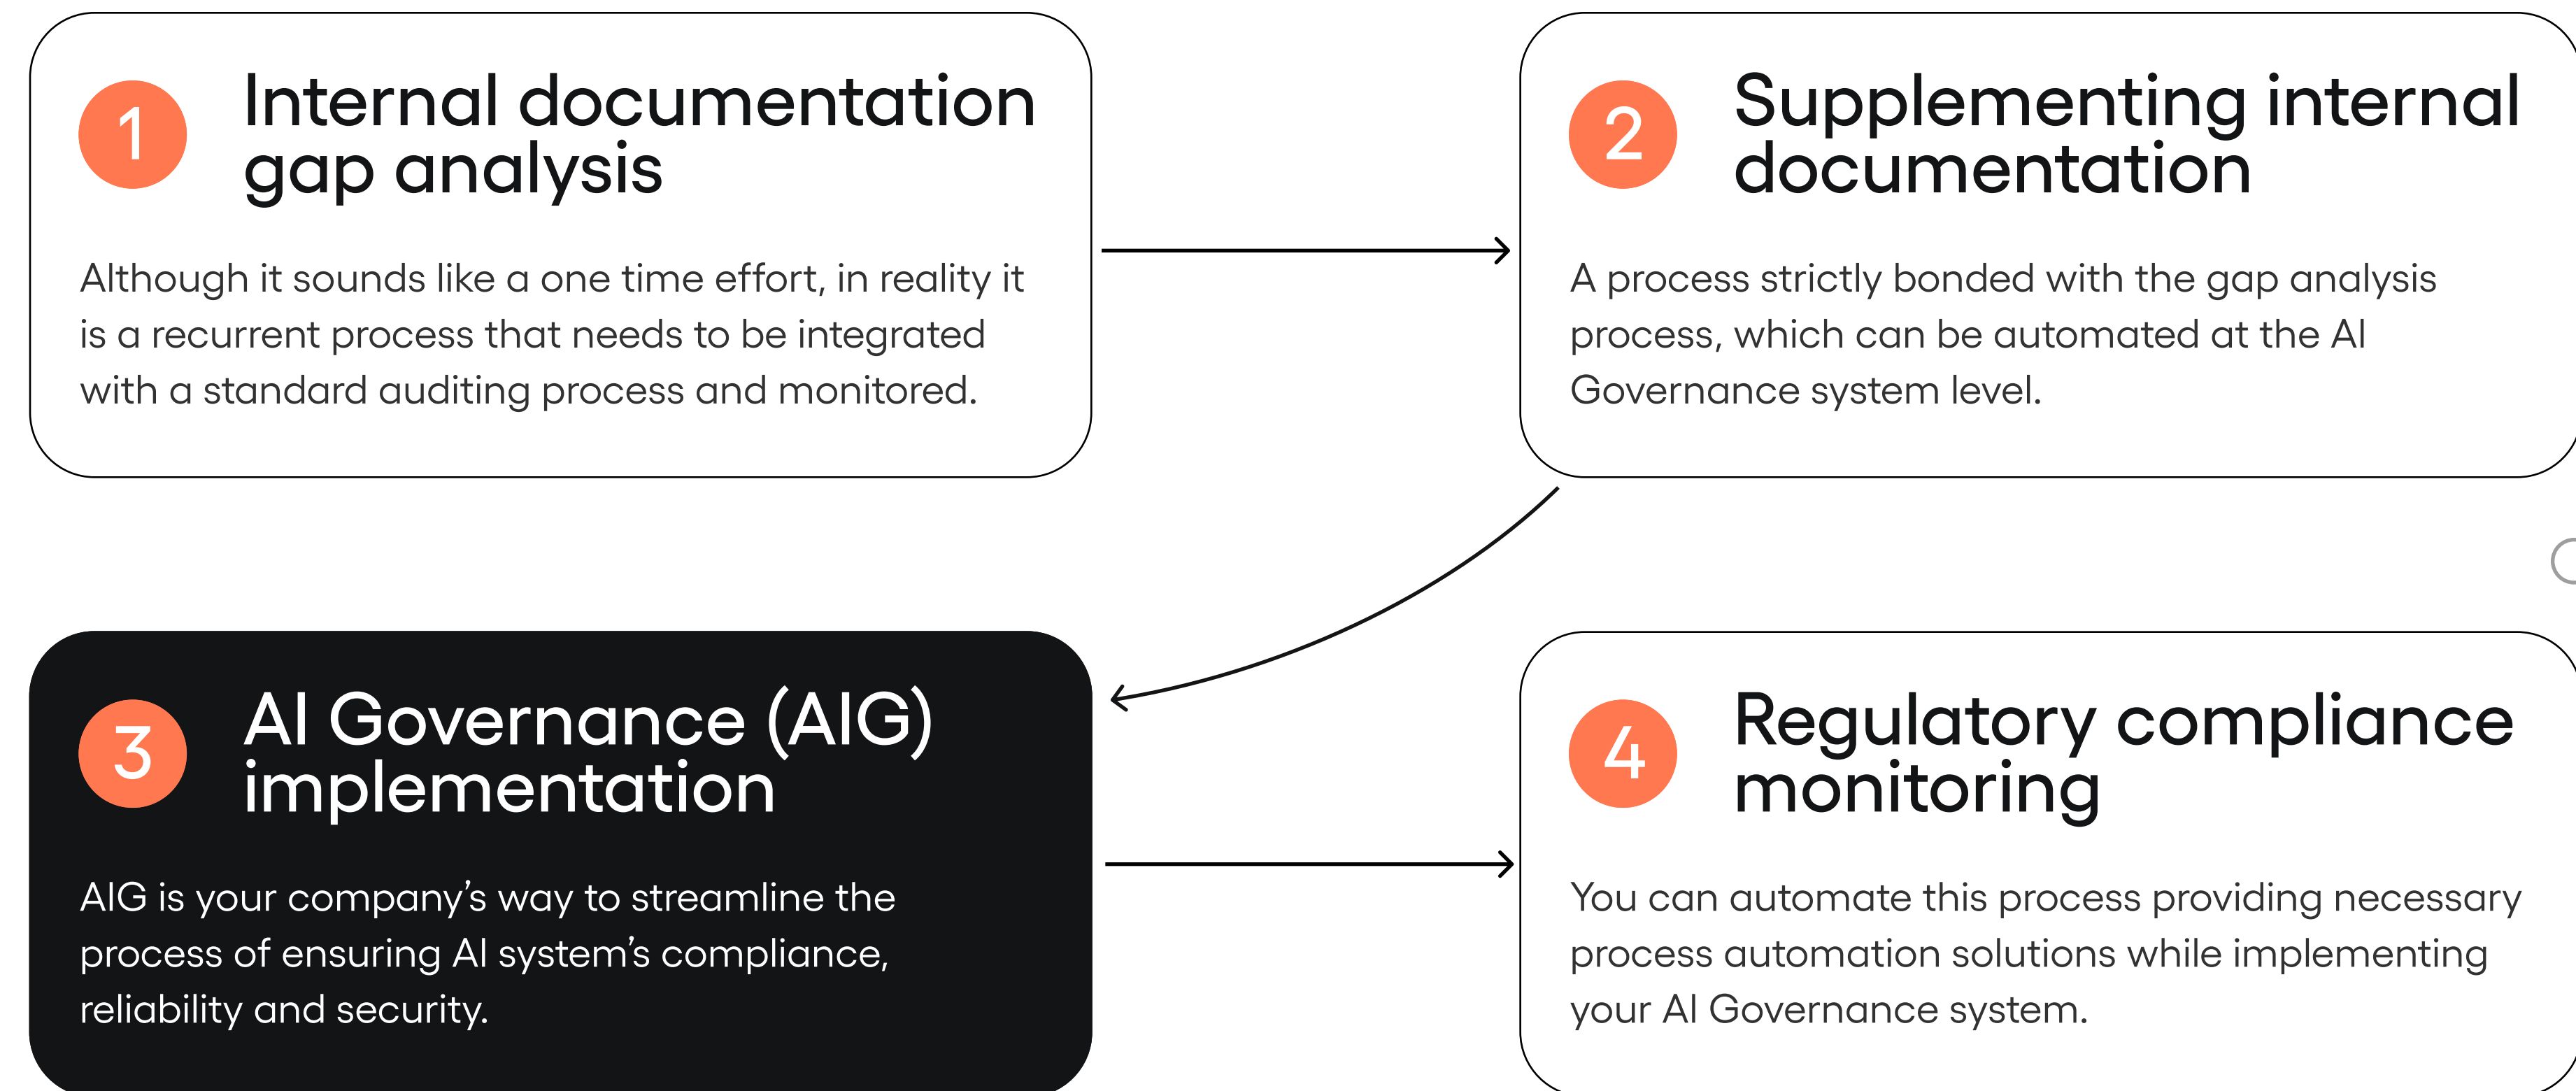 1
Internal documentation
gap analysis
Although it sounds like a one time effort, in reality it
is a recurrent process that needs to be integrated
with a standard auditing process and monitored.
2
Supplementing internal
documentation
A process strictly bonded with the gap analysis
process, which can be automated at the AI
Governance system level.
3
AI Governance (AIG)
implementation
AIG is your company’s way to streamline the
process of ensuring AI system’s compliance,
reliability and security.
4
Regulatory compliance
monitoring
You can automate this process providing necessary
process automation solutions while implementing
your AI Governance system.